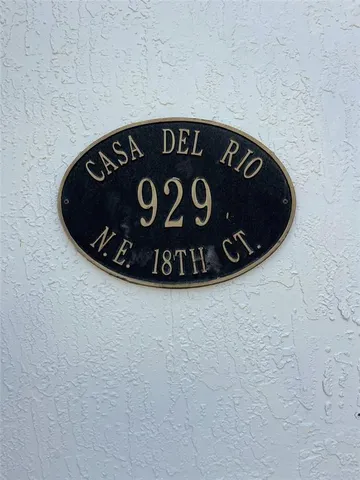 CASA DEL RIO
929
N.E. 18TH CT.